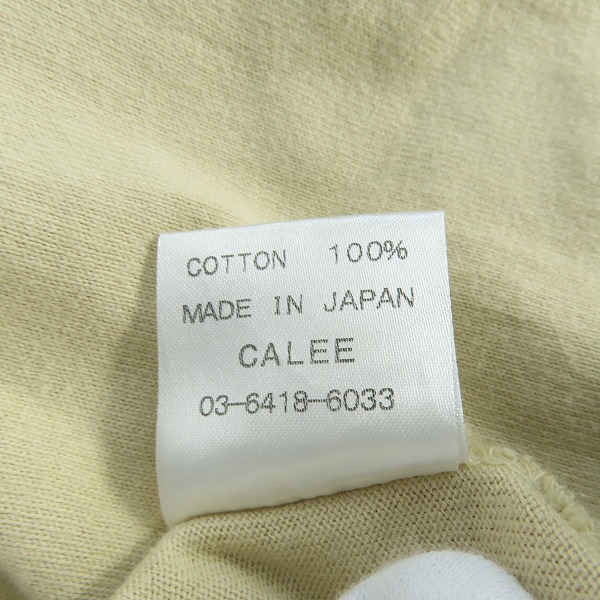 COTTON 100%
MADE IN JAPAN
CALEE
03-6418-6033